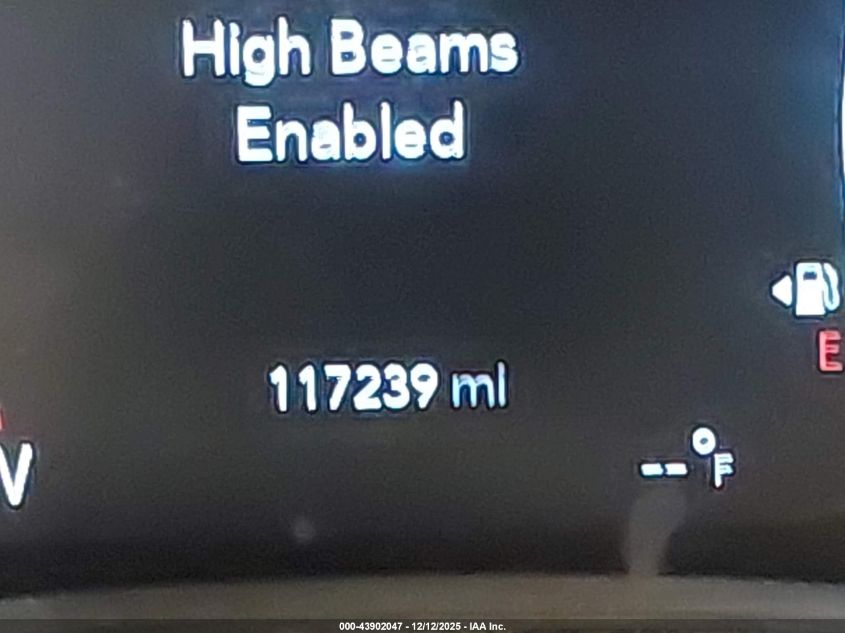 High Beams
Enabled
E
117239 mi
--°F
V
000-43902047 - 12/12/2025 - IAA Inc.